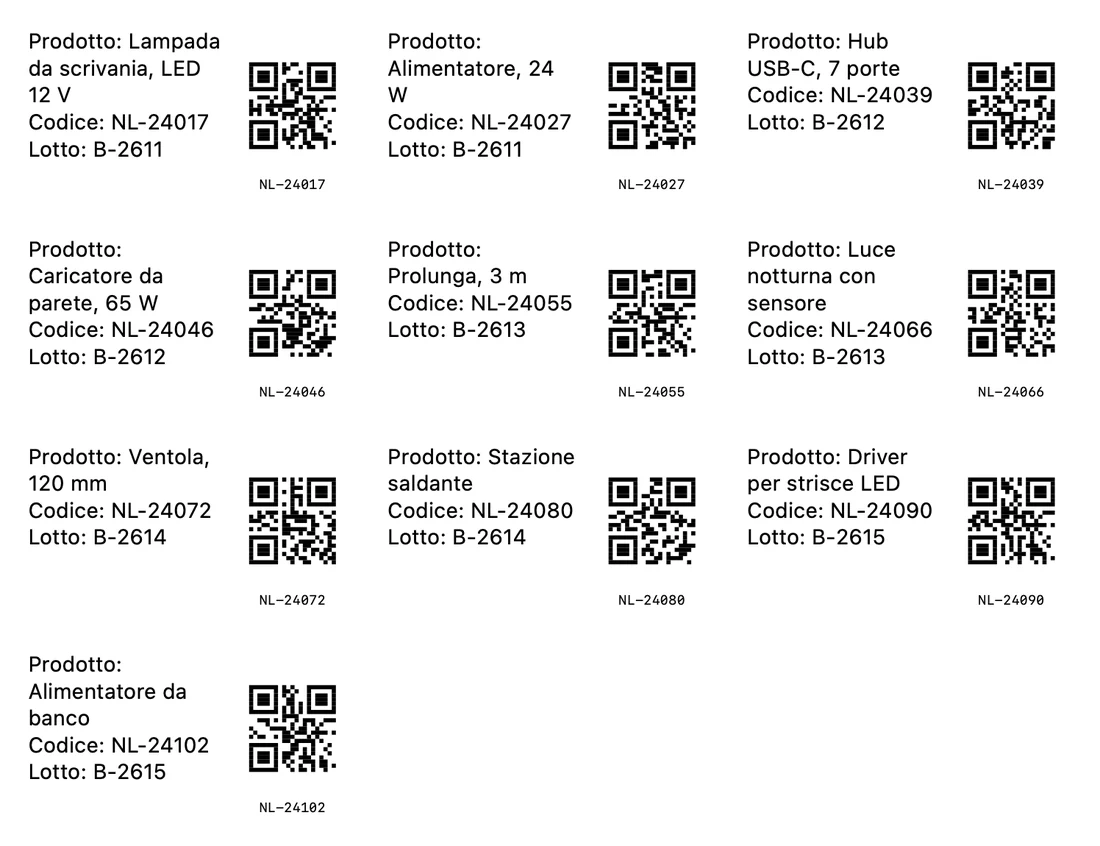 Prodotto: Lampada
da scrivania, LED
12 V
Codice: NL-24017
Lotto: B-2611
NL-24017
Prodotto:
Alimentatore, 24
W
Codice: NL-24027
Lotto: B-2611
NL-24027
Prodotto: Hub
USB-C, 7 porte
Codice: NL-24039
Lotto: B-2612
NL-24039
Prodotto:
Caricatore da
parete, 65 W
Codice: NL-24046
Lotto: B-2612
NL-24046
Prodotto:
Prolunga, 3 m
Codice: NL-24055
Lotto: B-2613
NL-24055
Prodotto: Luce
notturna con
sensore
Codice: NL-24066
Lotto: B-2613
NL-24066
Prodotto: Ventola,
120 mm
Codice: NL-24072
Lotto: B-2614
NL-24072
Prodotto: Stazione
saldante
Codice: NL-24080
Lotto: B-2614
NL-24080
Prodotto: Driver
per strisce LED
Codice: NL-24090
Lotto: B-2615
NL-24090
Prodotto:
Alimentatore da
banco
Codice: NL-24102
Lotto: B-2615
NL-24102